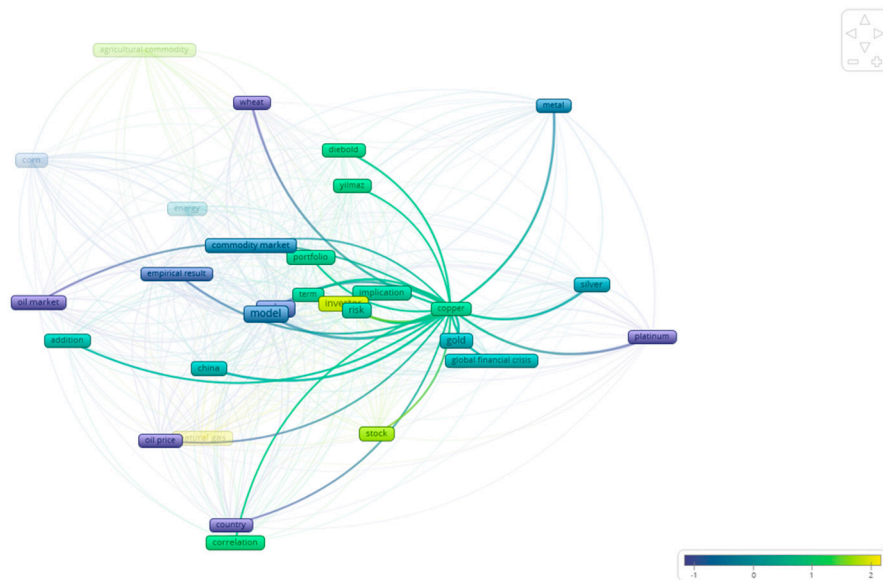 agricultural commodity
wheat
metal
diebold
corn
yilmaz
energy
commodity market
portfolio
empirical result
silver
term
implication
oil market
investor
copper
risk
model
platinum
addition
gold
global financial crisis
china
stock
oil price
natural gas
country
correlation
-1 0 1 2